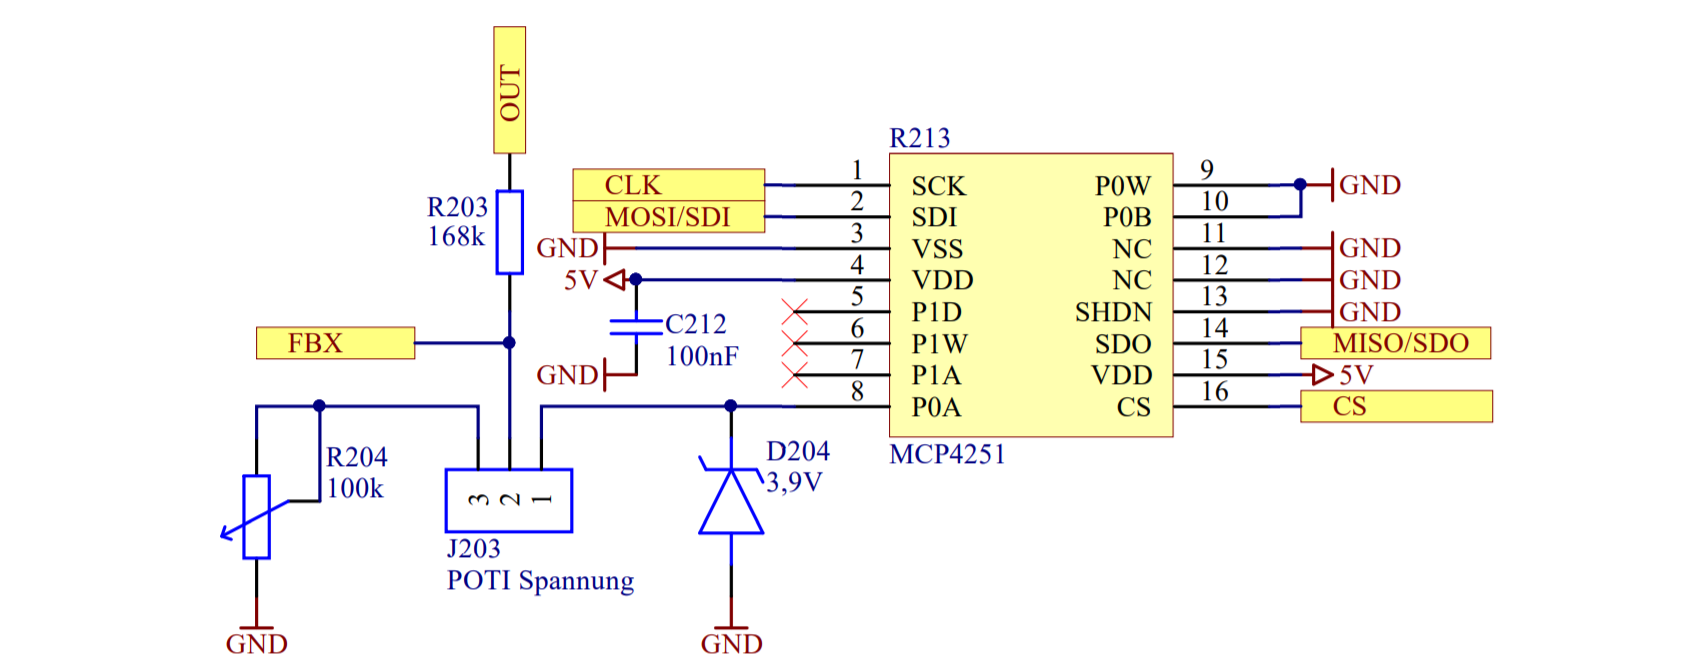 OUT
R203
168k
FBX
CLK
MOSI/SDI
GND
5V
C212
100nF
GND
R213
1 SCK P0W 9 GND
2 SDI P0B 10
3 VSS NC 11 GND
4 VDD NC 12 GND
5 P1D SHDN 13 GND
6 P1W SDO 14 MISO/SDO
7 P1A VDD 15 5V
8 P0A CS 16 CS
MCP4251
R204
100k
GND
3 2 1
J203
POTI Spannung
D204
3,9V
GND